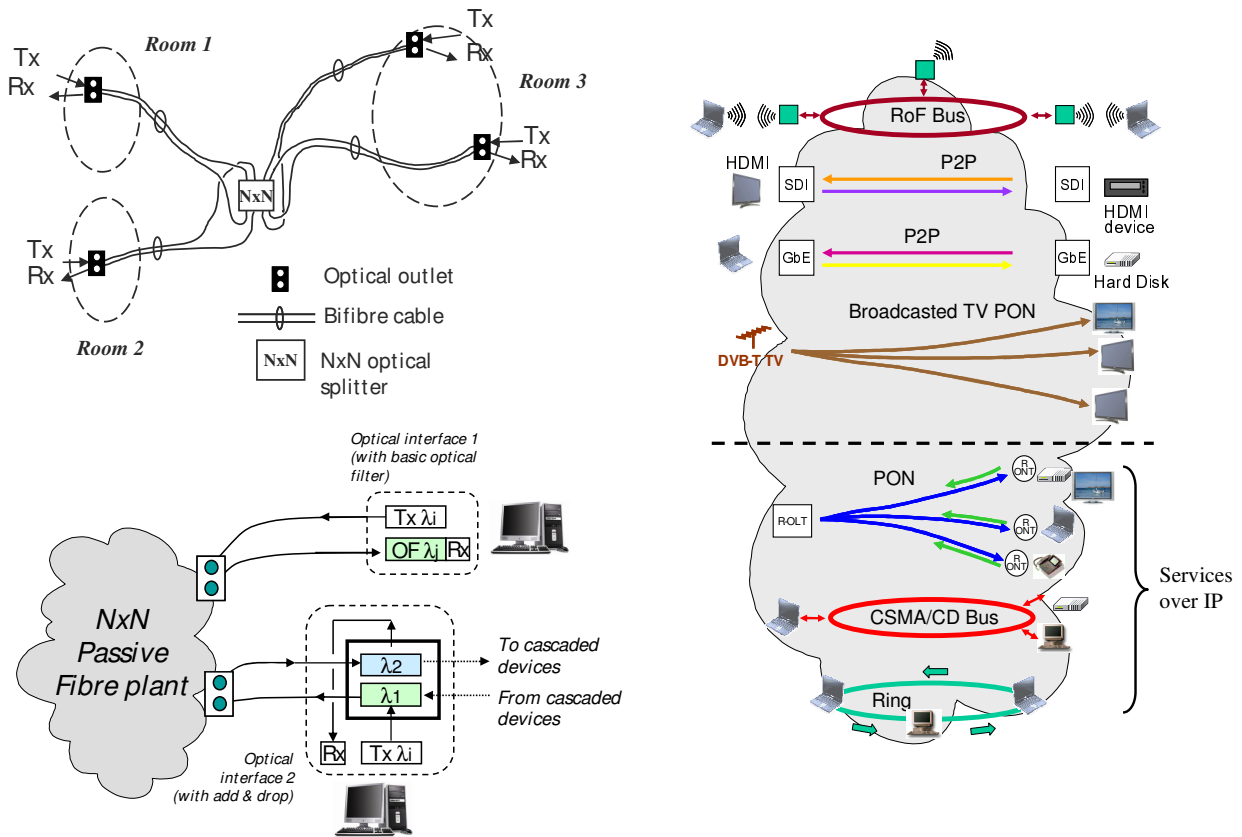 Room 1
Tx
Rx
Tx
Rx
Room 3
Tx
Rx
NxN
Tx
Rx
Room 2
Optical outlet
Bifibre cable
NxN
NxN optical
splitter
Optical interface 1
(with basic optical
filter)
Tx λi
OF λj Rx
NxN
Passive
Fibre plant
λ2
λ1
To cascaded
devices
From cascaded
devices
Rx
Tx λi
Optical
interface 2
(with add & drop)
RoF Bus
HDMI
SDI
P2P
SDI
HDMI
device
GbE
P2P
GbE
Hard Disk
Broadcasted TV PON
DVB-T TV
PON
R-OLT
R
ONT
R
ONT
R
ONT
CSMA/CD Bus
Ring
Services
over IP